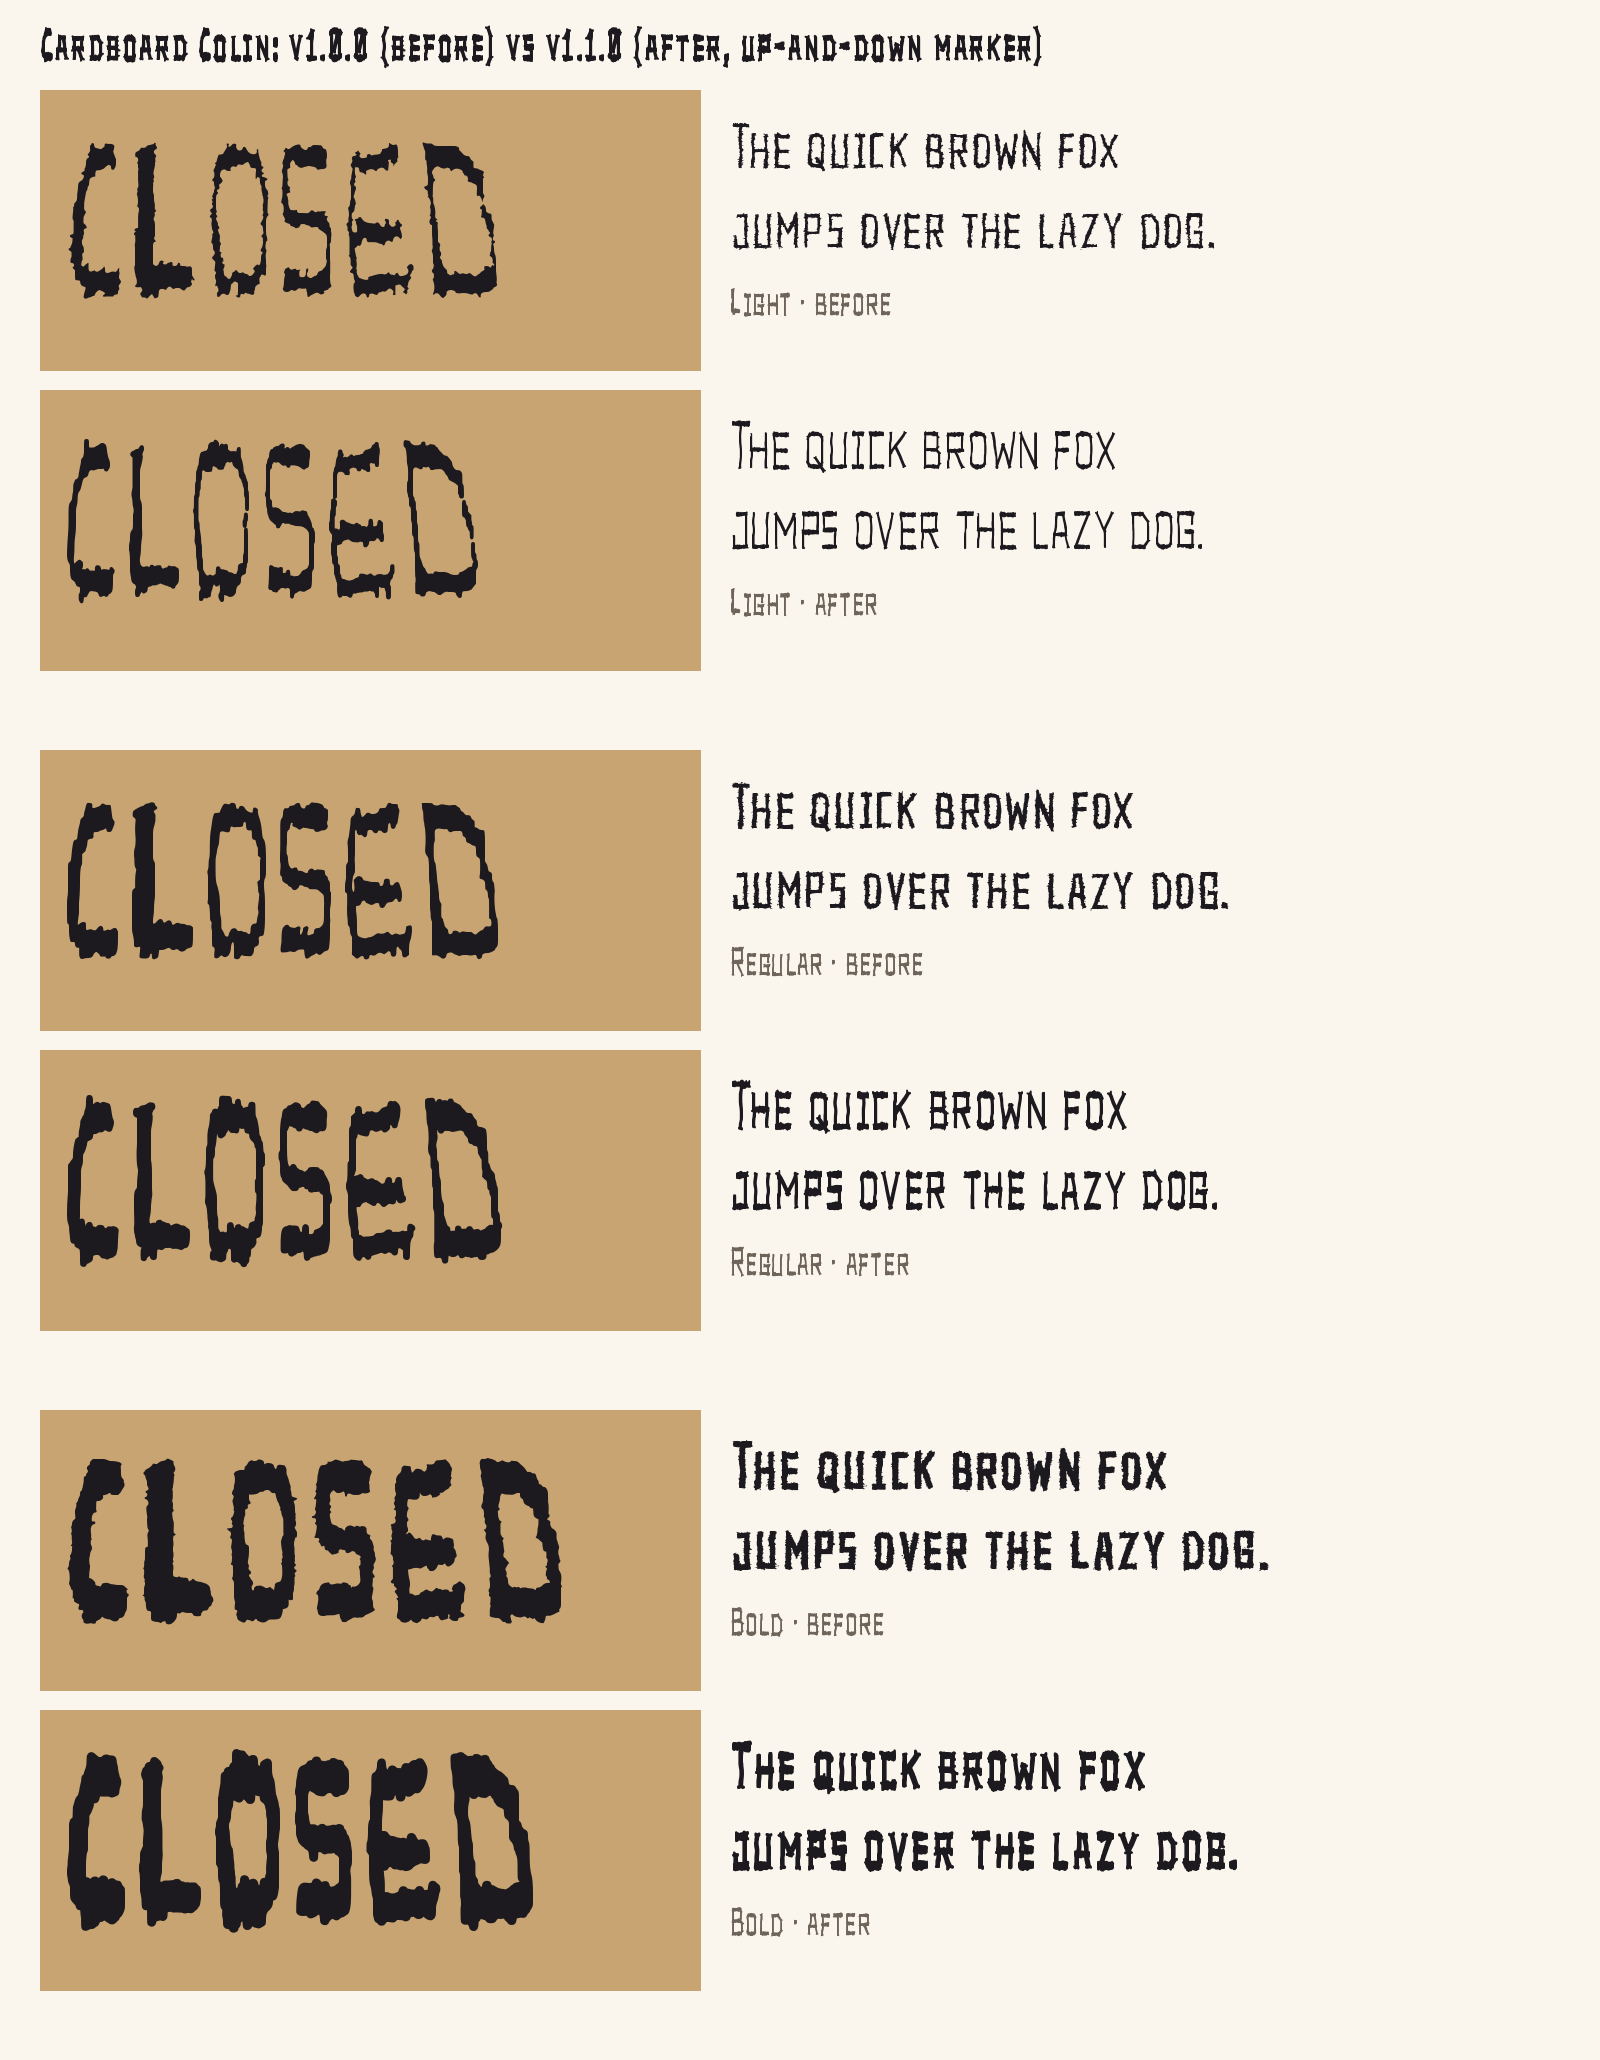 Cardboard Colin: v1.0.0 (before) vs v1.1.0 (after, up-and-down marker)
CLOSED
The quick brown fox
jumps over the lazy dog.
Light · before
CLOSED
The quick brown fox
jumps over the lazy dog.
Light · after
CLOSED
The quick brown fox
jumps over the lazy dog.
Regular · before
CLOSED
The quick brown fox
jumps over the lazy dog.
Regular · after
CLOSED
The quick brown fox
jumps over the lazy dog.
Bold · before
CLOSED
The quick brown fox
jumps over the lazy dog.
Bold · after